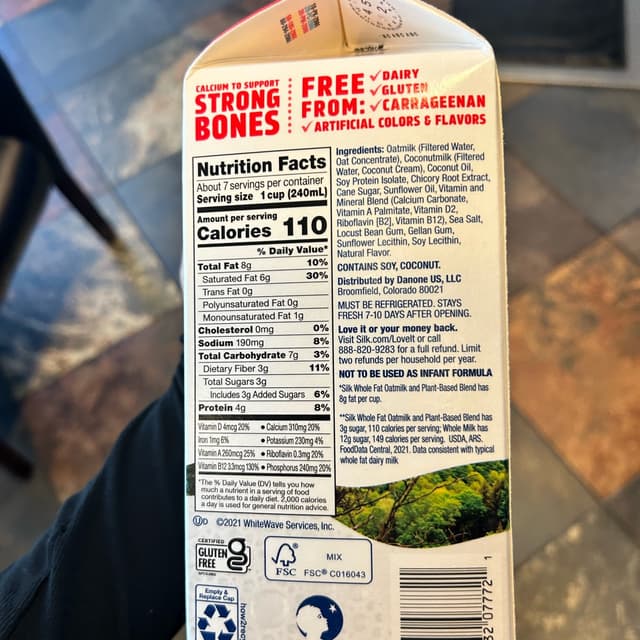 CALCIUM TO SUPPORT
STRONG
BONES
FREE
FROM:
✓DAIRY
✓GLUTEN
✓CARRAGEENAN
✓ARTIFICIAL COLORS & FLAVORS
Nutrition Facts
About 7 servings per container
Serving size 1 cup (240mL)
Amount per serving
Calories 110
% Daily Value*
Total Fat 8g 10%
Saturated Fat 6g 30%
Trans Fat 0g
Polyunsaturated Fat 0g
Monounsaturated Fat 1g
Cholesterol 0mg 0%
Sodium 190mg 8%
Total Carbohydrate 7g 3%
Dietary Fiber 3g 11%
Total Sugars 3g
Includes 3g Added Sugars 6%
Protein 4g 8%
Vitamin D 4mcg 20% • Calcium 310mg 20%
Iron 1mg 6% • Potassium 230mg 4%
Vitamin A 260mcg 25% • Riboflavin 0.3mg 20%
Vitamin B12 3.3mcg 130% • Phosphorus 240mg 20%
*The % Daily Value (DV) tells you how
much a nutrient in a serving of food
contributes to a daily diet. 2,000 calories
a day is used for general nutrition advice.
Ingredients: Oatmilk (Filtered Water,
Oat Concentrate), Coconutmilk (Filtered
Water, Coconut Cream), Coconut Oil,
Soy Protein Isolate, Chicory Root Extract,
Cane Sugar, Sunflower Oil, Vitamin and
Mineral Blend (Calcium Carbonate,
Vitamin A Palmitate, Vitamin D2,
Riboflavin [B2], Vitamin B12), Sea Salt,
Locust Bean Gum, Gellan Gum,
Sunflower Lecithin, Soy Lecithin,
Natural Flavor.
CONTAINS SOY, COCONUT.
Distributed by Danone US, LLC
Broomfield, Colorado 80021
MUST BE REFRIGERATED. STAYS
FRESH 7-10 DAYS AFTER OPENING.
Love it or your money back.
Visit Silk.com/LoveIt or call
888-820-9283 for a full refund. Limit
two refunds per household per year.
NOT TO BE USED AS INFANT FORMULA
*Silk Whole Fat Oatmilk and Plant-Based Blend has
8g fat per cup.
**Silk Whole Fat Oatmilk and Plant-Based Blend has
3g sugar, 110 calories per serving; Whole Milk has
12g sugar, 149 calories per serving. USDA, ARS.
FoodData Central, 2021. Data consistent with typical
whole fat dairy milk
UD ©2021 WhiteWave Services, Inc.
CERTIFIED
GLUTEN
FREE
FSC
MIX
FSC® C016043
Empty &
Replace Cap
how2rec
52 07772 1